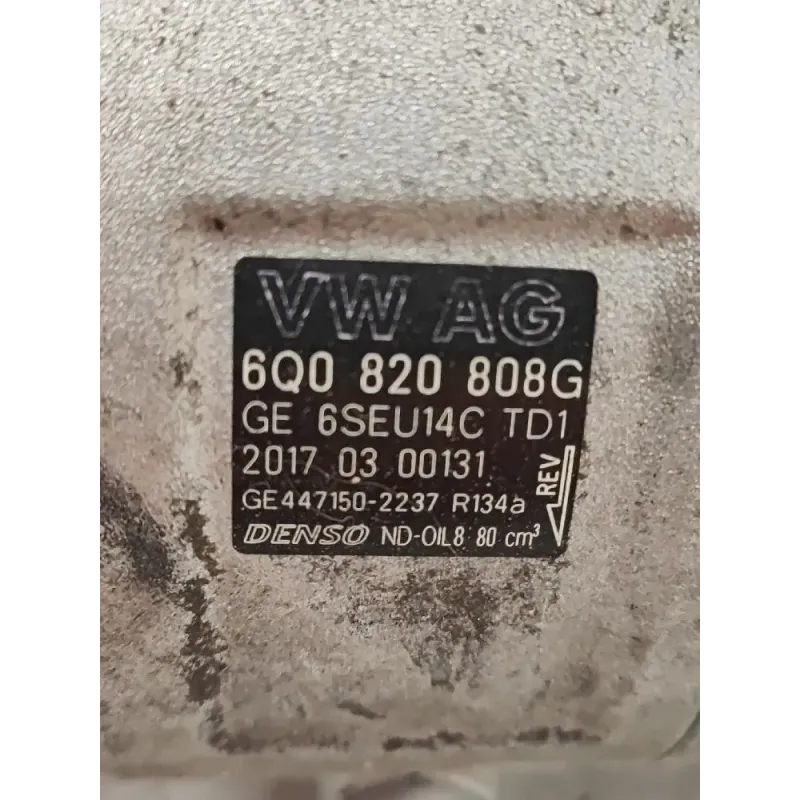 VW AG
6Q0 820 808G
GE 6SEU14C TD1
2017 03 00131
GE447150-2237 R134a
DENSO ND-OIL8 80 cm³
REV